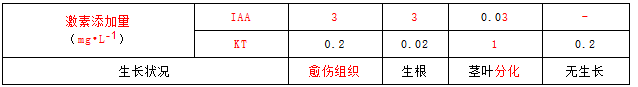 激素添加量 IAA 3 3 0.03 -
（mg•L-1） KT 0.2 0.02 1 0.2
生长状况 愈伤组织 生根 茎叶分化 无生长